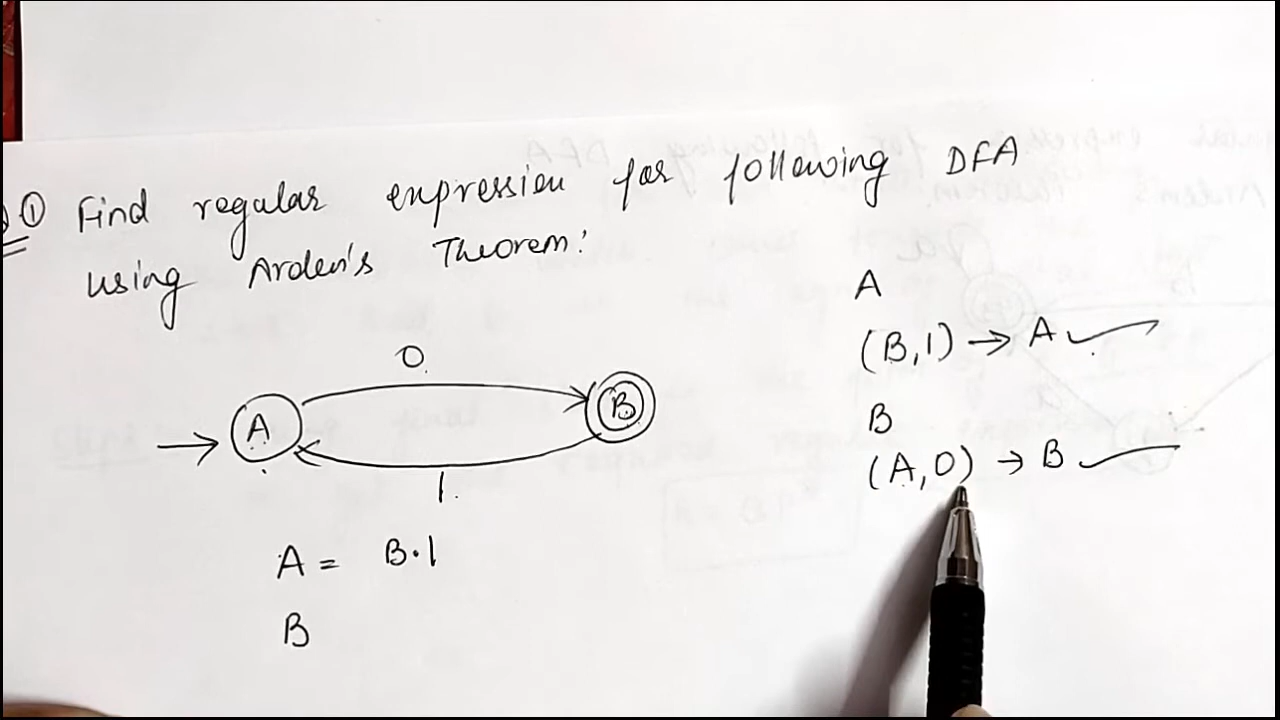 ① Find regular expression for following DFA
using Arden's Theorem:
A
(B,1) → A
0
A
B
B
(A,0) → B
1
A = B·1
B